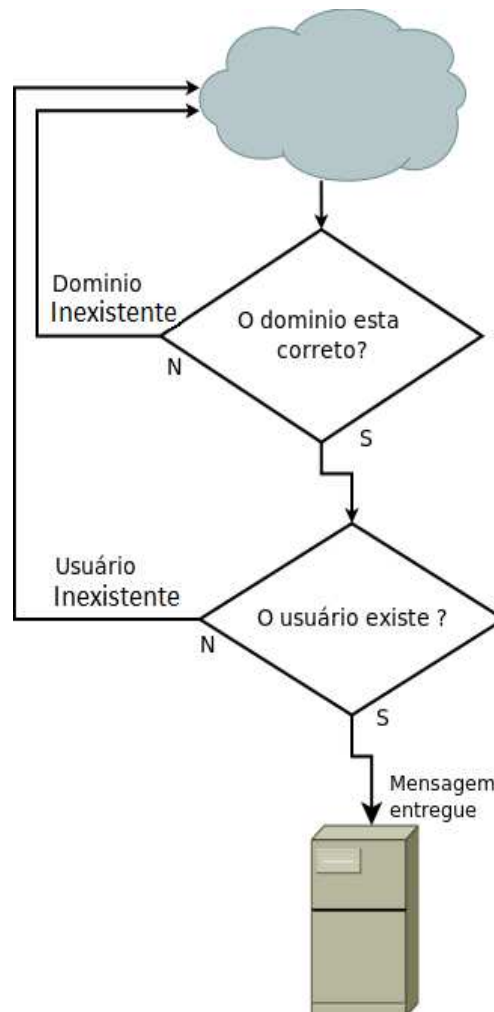 Dominio
Inexistente
O dominio esta
correto?
N
S
Usuário
Inexistente
O usuário existe ?
N
S
Mensagem
entregue